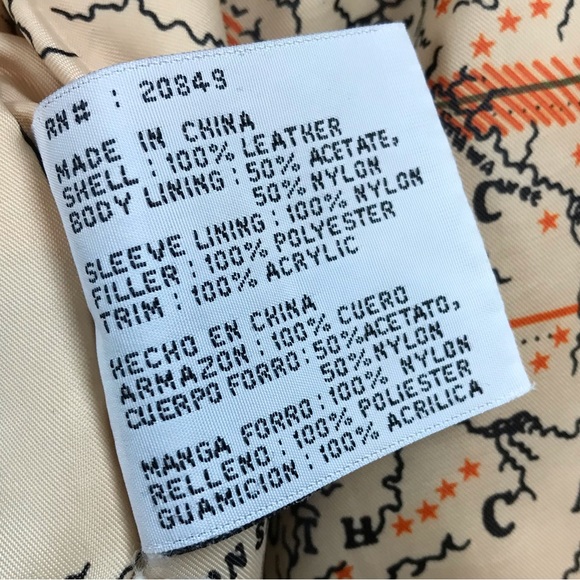 RN# : 20849
MADE IN CHINA
SHELL : 100% LEATHER
BODY LINING : 50% ACETATE,
50% NYLON
SLEEVE LINING : 100% NYLON
FILLER : 100% POLYESTER
TRIM : 100% ACRYLIC
HECHO EN CHINA
ARMAZON : 100% CUERO
CUERPO FORRO : 50% ACETATO,
50% NYLON
MANGA FORRO : 100% NYLON
RELLENO : 100% POLIESTER
GUAMICION : 100% ACRILICA
C
TH C